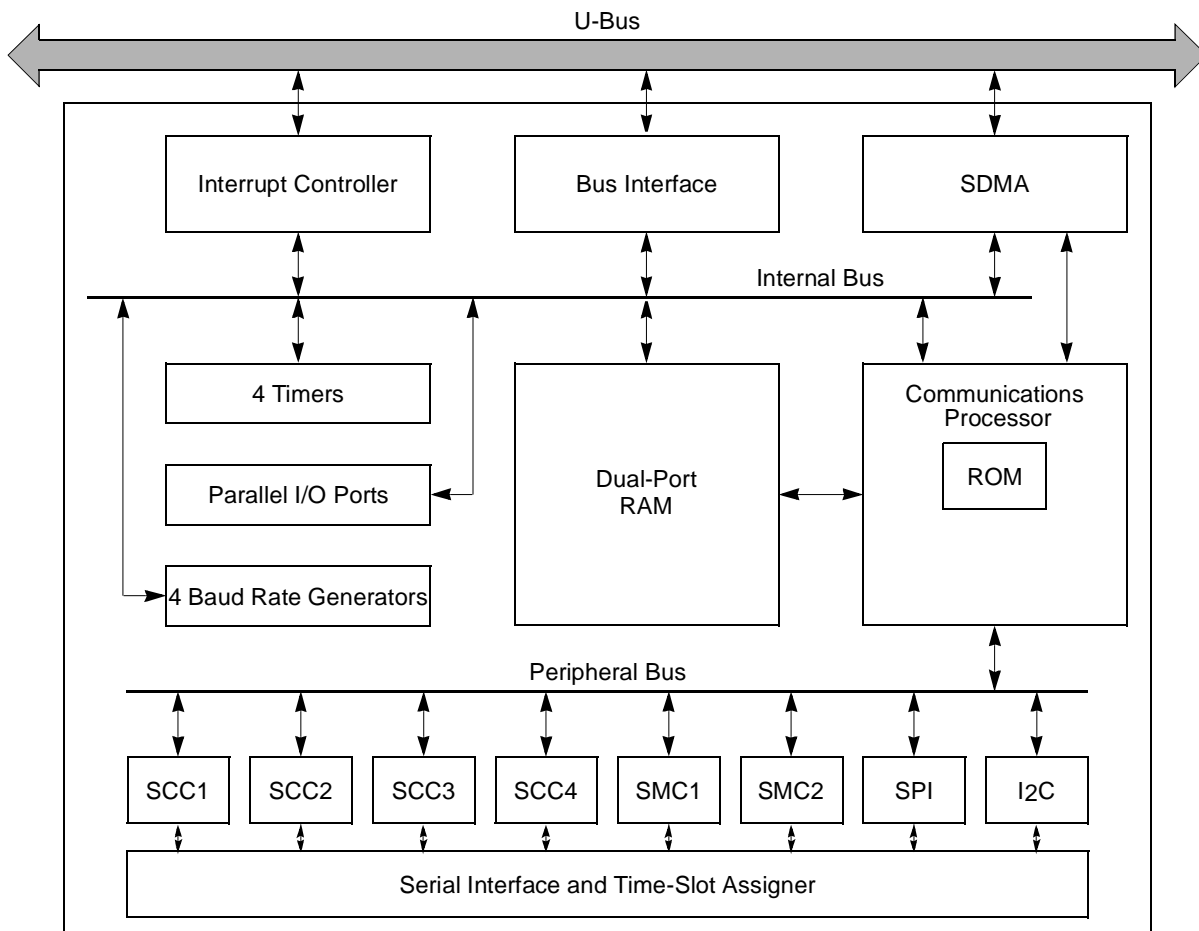 U-Bus
Interrupt Controller
Bus Interface
SDMA
Internal Bus
4 Timers
Communications
Processor
Parallel I/O Ports
Dual-Port
RAM
ROM
4 Baud Rate Generators
Peripheral Bus
SCC1
SCC2
SCC3
SCC4
SMC1
SMC2
SPI
I2C
Serial Interface and Time-Slot Assigner